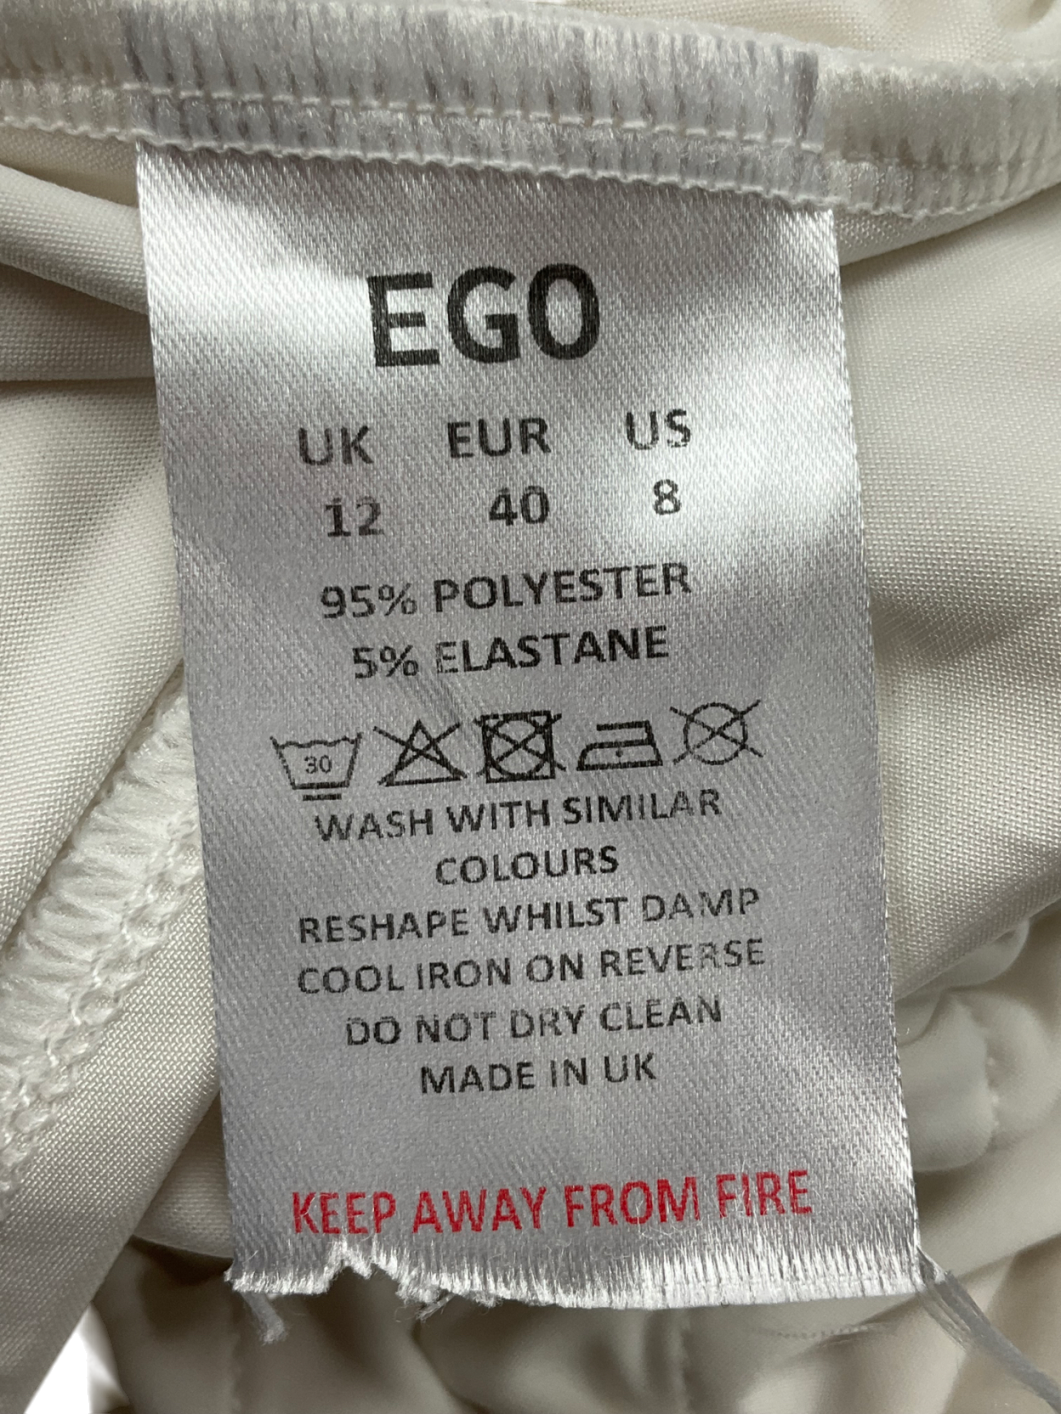 EGO
UK EUR US
12 40 8
95% POLYESTER
5% ELASTANE
30
WASH WITH SIMILAR
COLOURS
RESHAPE WHILST DAMP
COOL IRON ON REVERSE
DO NOT DRY CLEAN
MADE IN UK
KEEP AWAY FROM FIRE